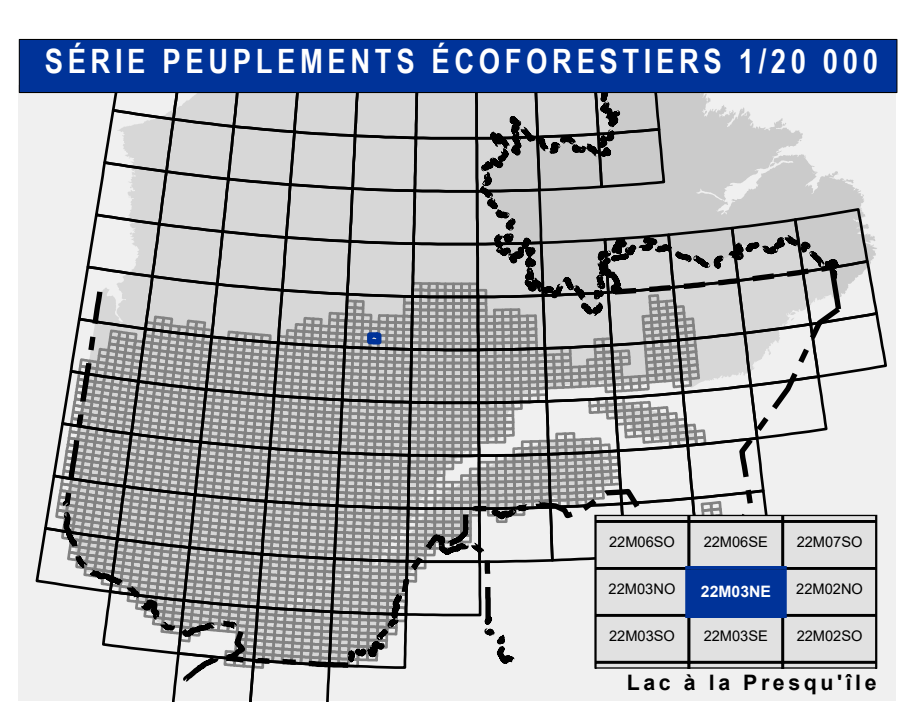 SÉRIE PEUPLEMENTS ÉCOFORESTIERS 1/20 000
22M06SO 22M06SE 22M07SO
22M03NO 22M03NE 22M02NO
22M03SO 22M03SE 22M02SO
Lac à la Presqu'île